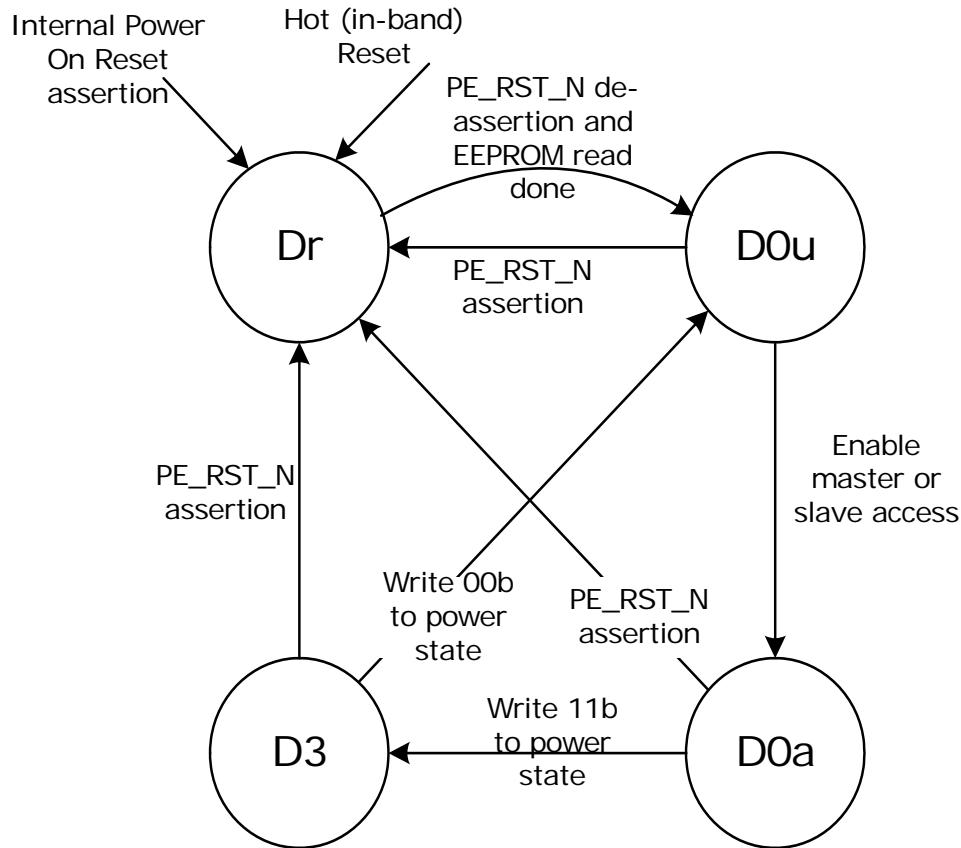 Internal Power
On Reset
assertion
Hot (in-band)
Reset
PE_RST_N de-
assertion and
EEPROM read
done
Dr
D0u
PE_RST_N
assertion
PE_RST_N
assertion
Enable
master or
slave access
Write 00b
to power
state
PE_RST_N
assertion
D3
Write 11b
to power
state
D0a